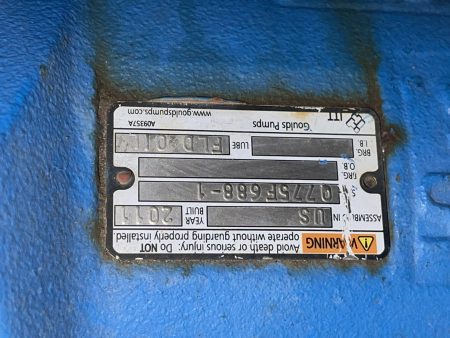 WARNING Avoid death or serious injury: Do NOT
operate without guarding properly installed.
ASSEMBLED IN US YEAR BUILT 2011
S. Q775F688-1
BRG. O.B.
BRG. I.B. LUBE
Goulds Pumps
ITT www.gouldspumps.com A09357A